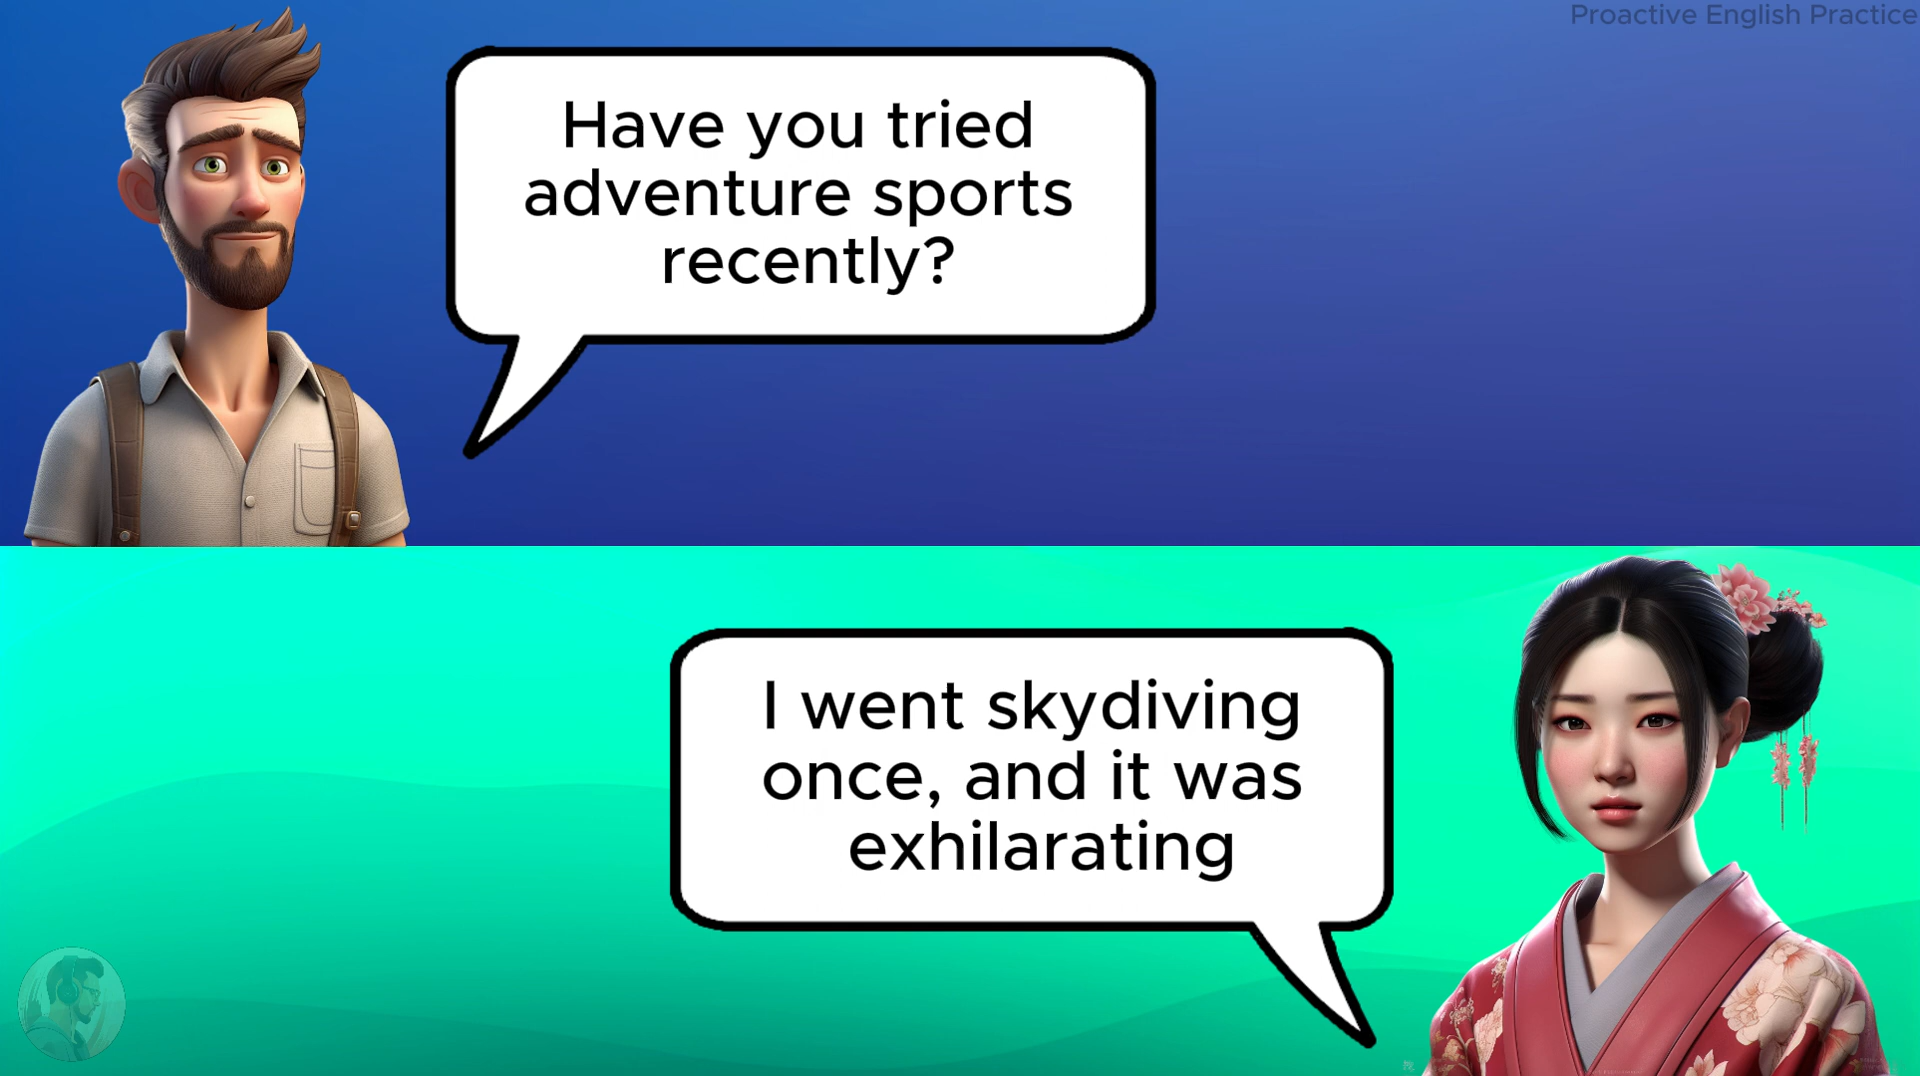 Proactive English Practice
Have you tried
adventure sports
recently?
I went skydiving
once, and it was
exhilarating